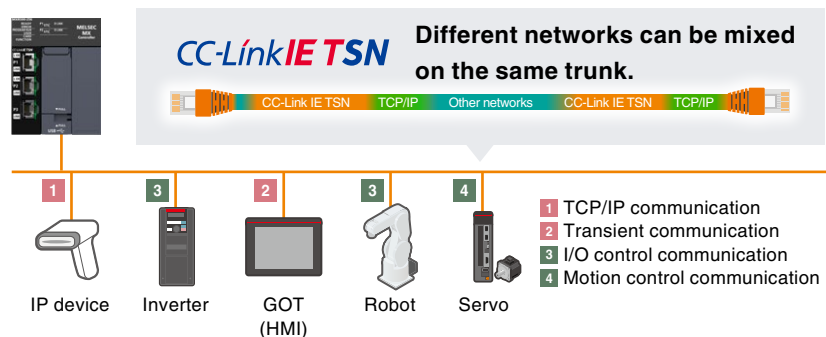 MELSEC
MX
Controller
CC-Link IE TSN
Different networks can be mixed
on the same trunk.
CC-Link IE TSN TCP/IP Other networks CC-Link IE TSN TCP/IP
1 3 2 3 4
IP device Inverter GOT
(HMI) Robot Servo
1 TCP/IP communication
2 Transient communication
3 I/O control communication
4 Motion control communication